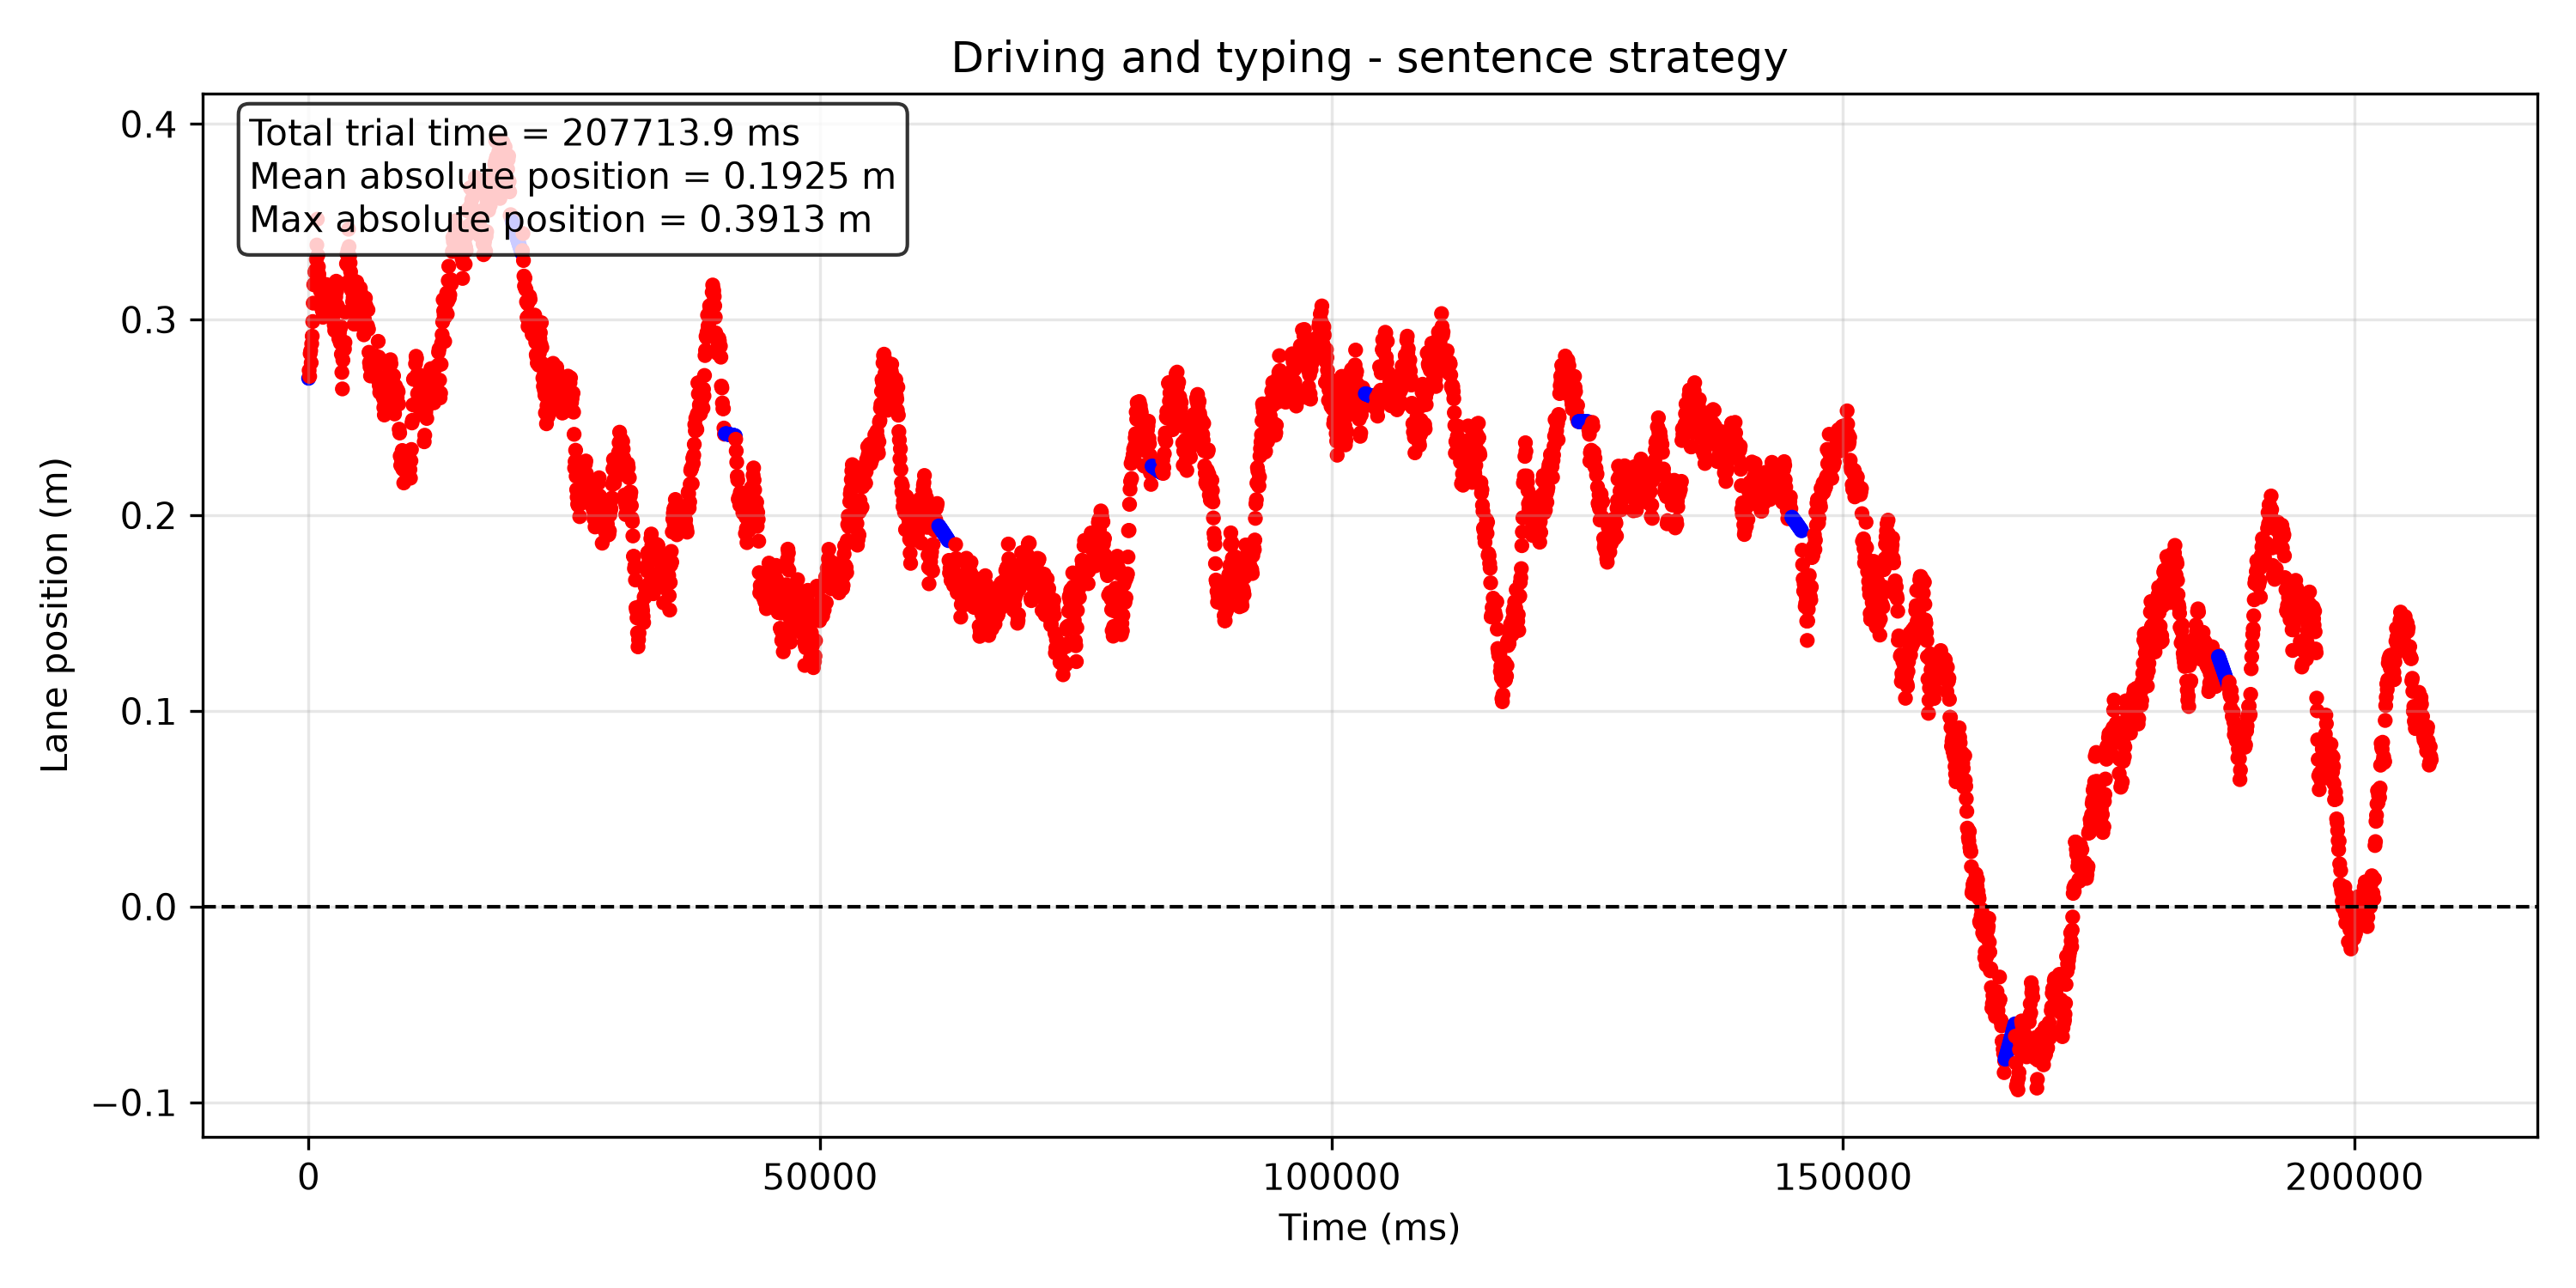 Driving and typing - sentence strategy
Total trial time = 207713.9 ms
Mean absolute position = 0.1925 m
Max absolute position = 0.3913 m
Lane position (m)
0.4
0.3
0.2
0.1
0.0
−0.1
0
50000
100000
150000
200000
Time (ms)